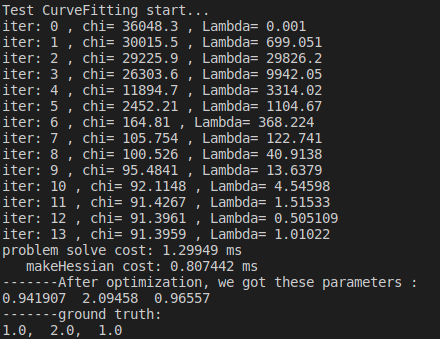 Test CurveFitting start...
iter: 0 , chi= 36048.3 , Lambda= 0.001
iter: 1 , chi= 30015.5 , Lambda= 699.051
iter: 2 , chi= 29225.9 , Lambda= 29826.2
iter: 3 , chi= 26303.6 , Lambda= 9942.05
iter: 4 , chi= 11894.7 , Lambda= 3314.02
iter: 5 , chi= 2452.21 , Lambda= 1104.67
iter: 6 , chi= 164.81 , Lambda= 368.224
iter: 7 , chi= 105.754 , Lambda= 122.741
iter: 8 , chi= 100.526 , Lambda= 40.9138
iter: 9 , chi= 95.4841 , Lambda= 13.6379
iter: 10 , chi= 92.1148 , Lambda= 4.54598
iter: 11 , chi= 91.4267 , Lambda= 1.51533
iter: 12 , chi= 91.3961 , Lambda= 0.505109
iter: 13 , chi= 91.3959 , Lambda= 1.01022
problem solve cost: 1.29949 ms
   makeHessian cost: 0.807442 ms
-------After optimization, we got these parameters :
0.941907  2.09458  0.96557
-------ground truth:
1.0,  2.0,  1.0